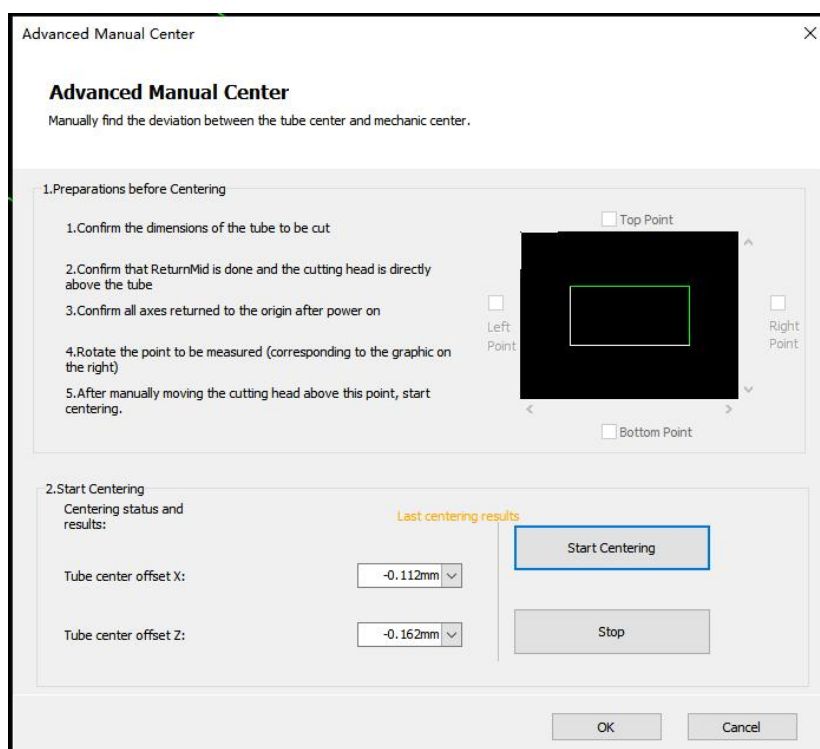 Advanced Manual Center
Advanced Manual Center
Manually find the deviation between the tube center and mechanic center.
1.Preparations before Centering
1.Confirm the dimensions of the tube to be cut
2.Confirm that ReturnMid is done and the cutting head is directly
above the tube
3.Confirm all axes returned to the origin after power on
4.Rotate the point to be measured (corresponding to the graphic on
the right)
5.After manually moving the cutting head above this point, start
centering.
Top Point
Left
Point
Right
Point
Bottom Point
2.Start Centering
Centering status and
results:
Last centering results
Tube center offset X:
-0.112mm
Tube center offset Z:
-0.162mm
Start Centering
Stop
OK
Cancel